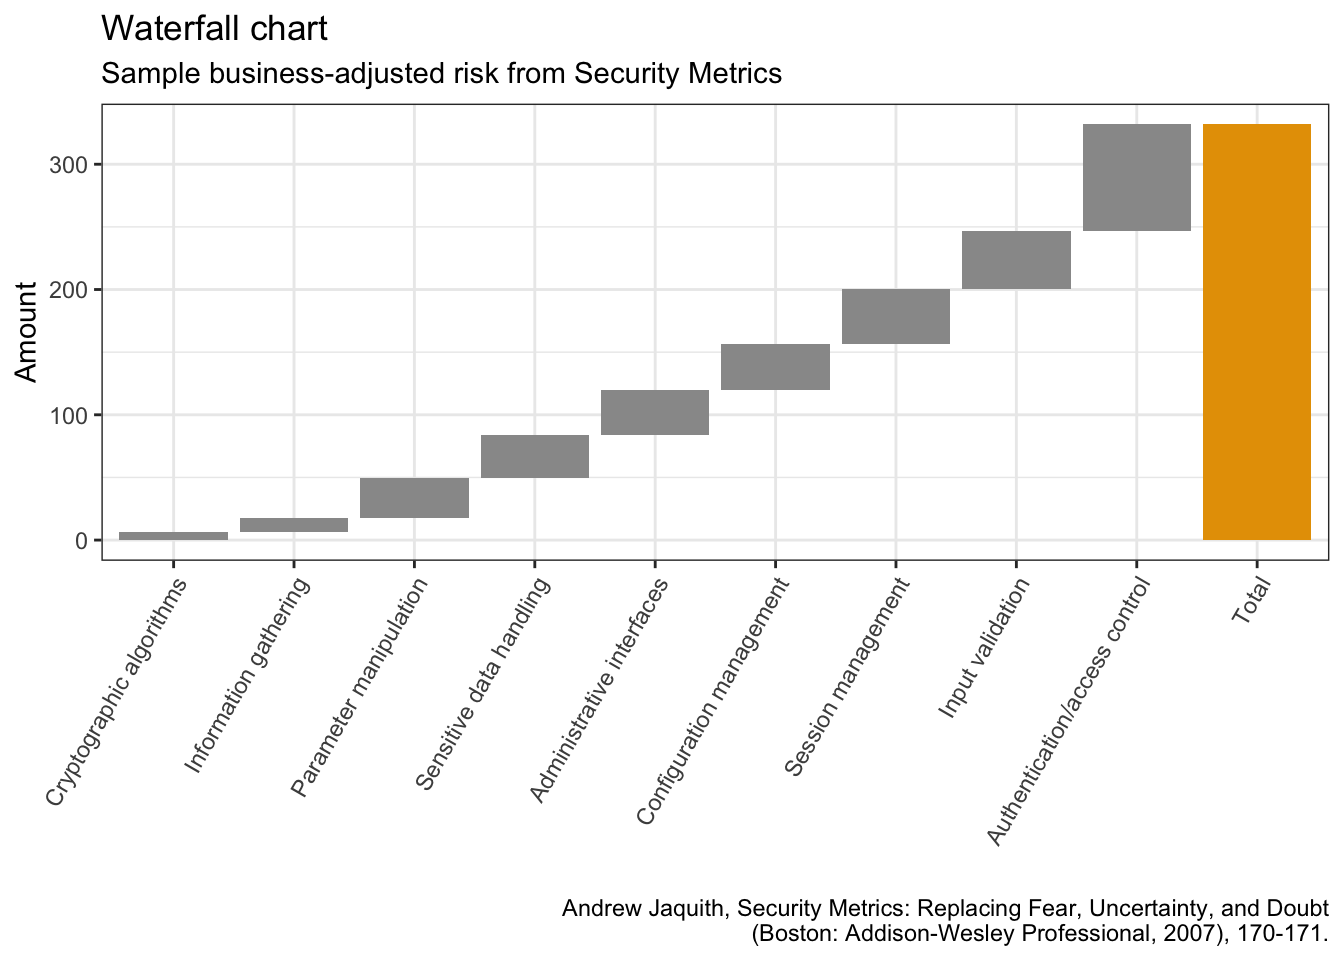 Waterfall chart
Sample business-adjusted risk from Security Metrics
Amount
300
200
100
0
Cryptographic algorithms
Information gathering
Parameter manipulation
Sensitive data handling
Administrative interfaces
Configuration management
Session management
Input validation
Authentication/access control
Total
Andrew Jaquith, Security Metrics: Replacing Fear, Uncertainty, and Doubt
(Boston: Addison-Wesley Professional, 2007), 170-171.